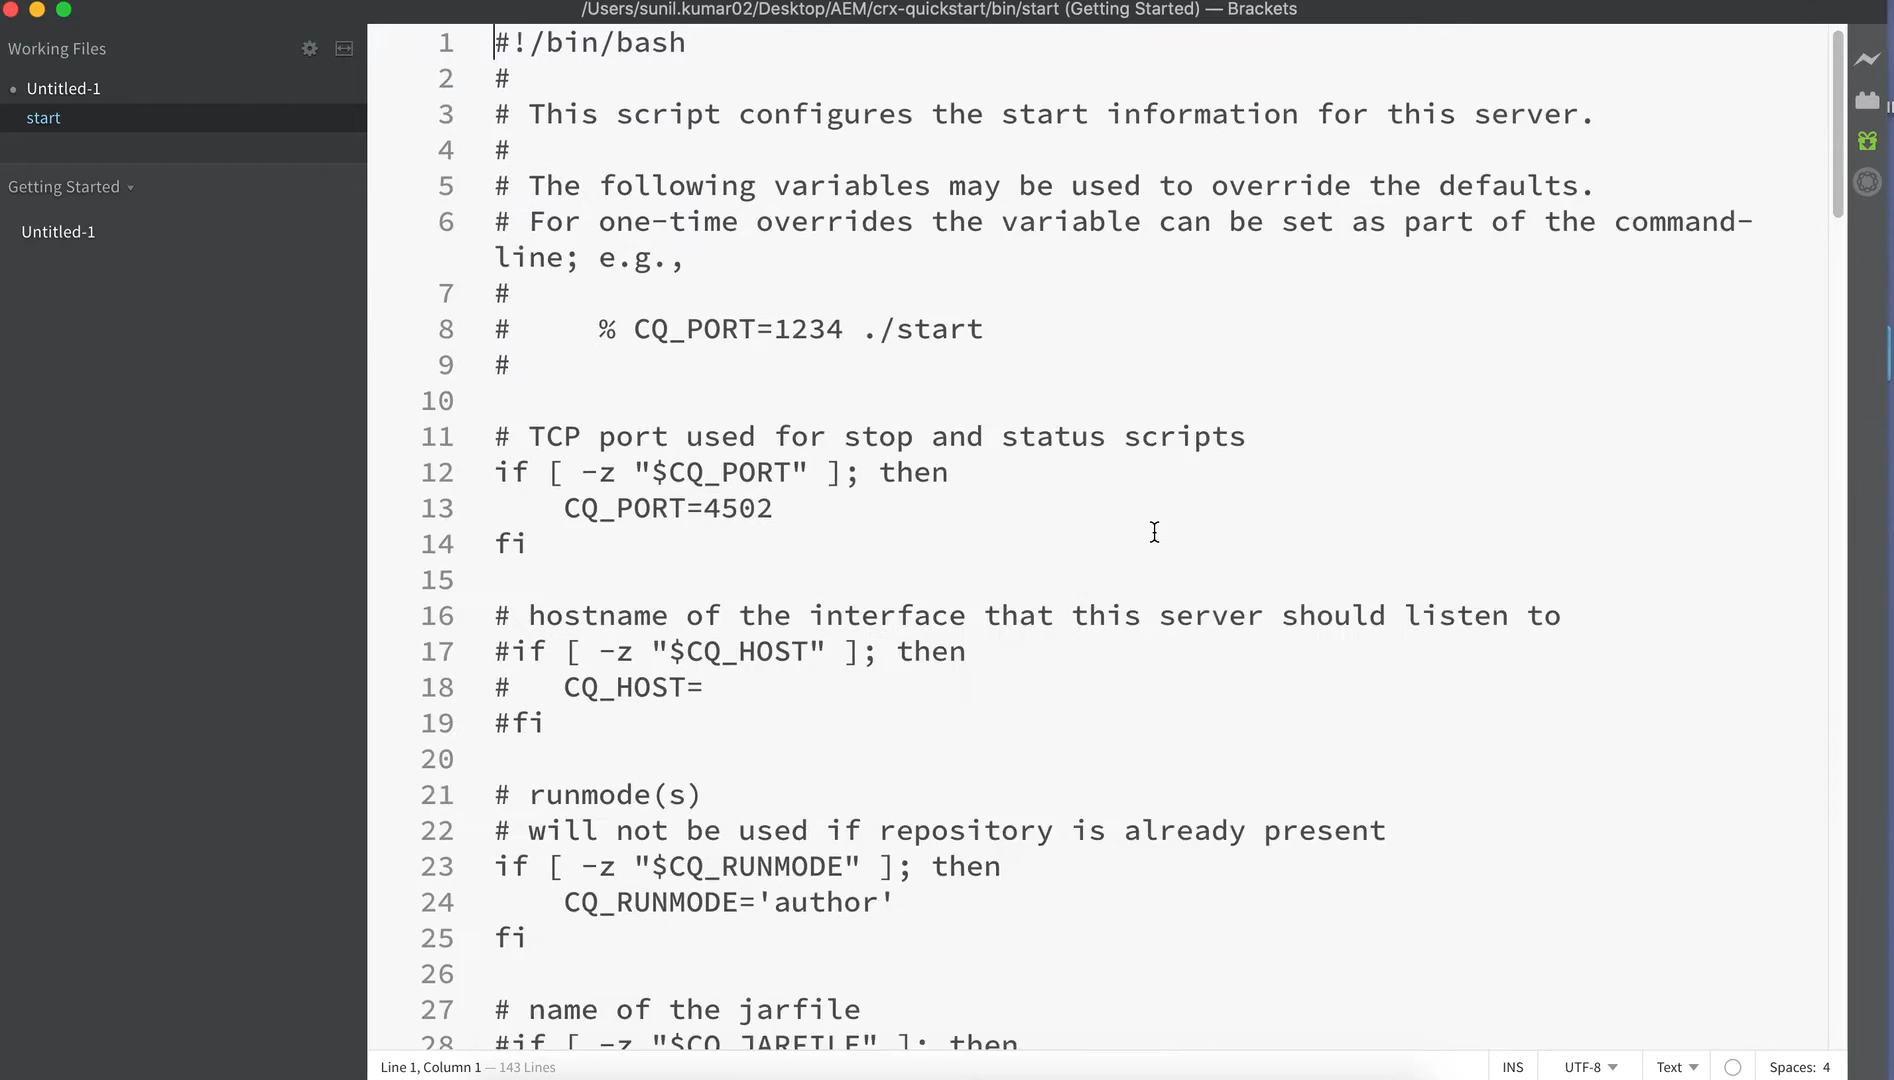 /Users/sunil.kumar02/Desktop/AEM/crx-quickstart/bin/start (Getting Started) — Brackets
Working Files
Untitled-1
start
Getting Started
Untitled-1
1 #!/bin/bash
2 #
3 # This script configures the start information for this server.
4 #
5 # The following variables may be used to override the defaults.
6 # For one-time overrides the variable can be set as part of the command-
line; e.g.,
7 #
8 #     % CQ_PORT=1234 ./start
9 #
10
11 # TCP port used for stop and status scripts
12 if [ -z "$CQ_PORT" ]; then
13     CQ_PORT=4502
14 fi
15
16 # hostname of the interface that this server should listen to
17 #if [ -z "$CQ_HOST" ]; then
18 #   CQ_HOST=
19 #fi
20
21 # runmode(s)
22 # will not be used if repository is already present
23 if [ -z "$CQ_RUNMODE" ]; then
24     CQ_RUNMODE='author'
25 fi
26
27 # name of the jarfile
28 #if [ -z "$CQ_JARFILE" ]; then
Line 1, Column 1 — 143 Lines
INS
UTF-8
Text
Spaces: 4